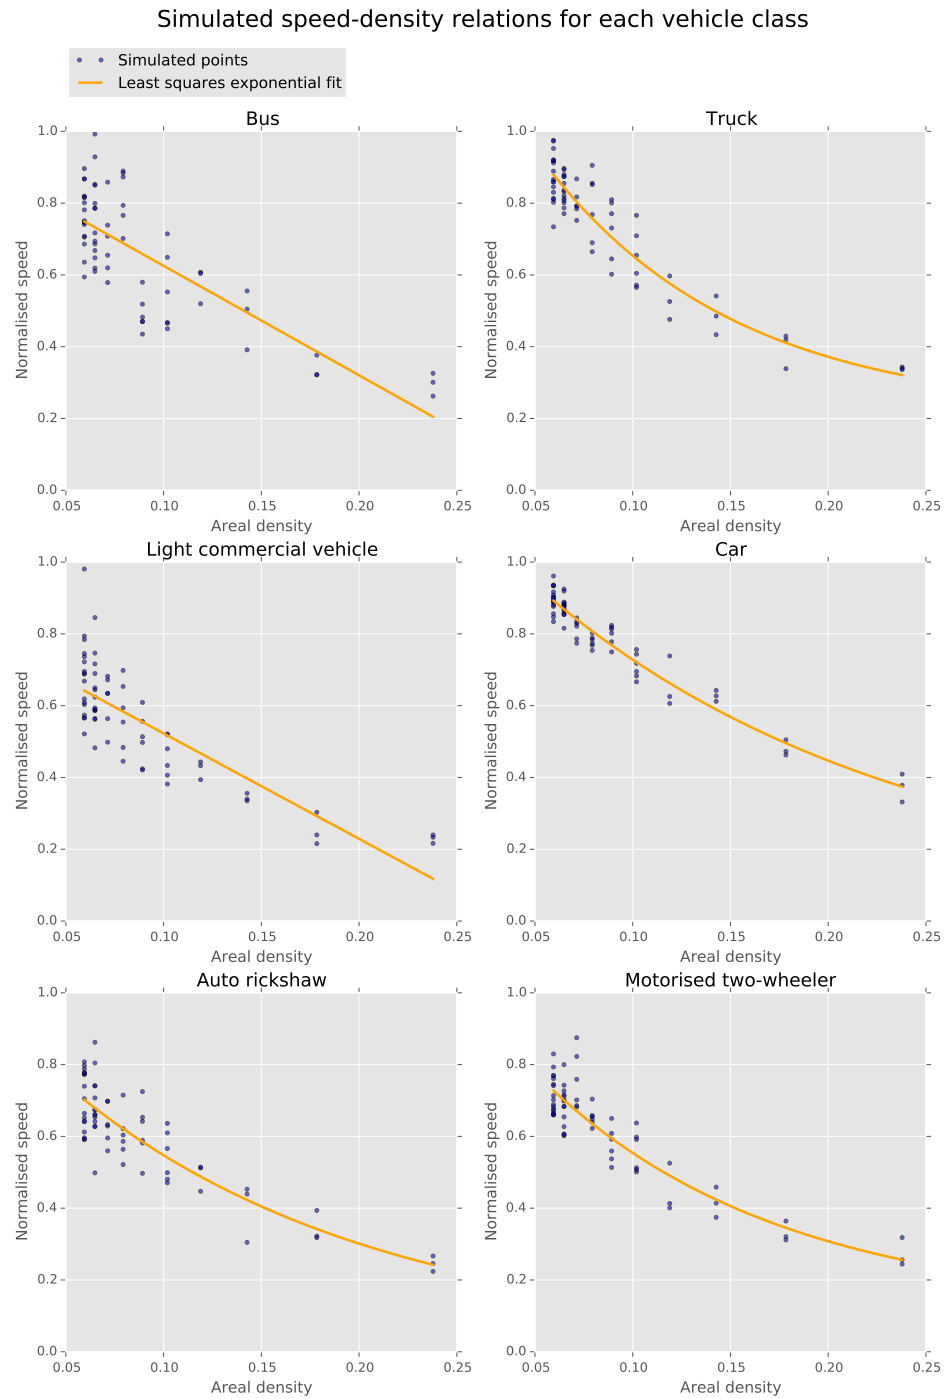 Simulated speed-density relations for each vehicle class
Simulated points
Least squares exponential fit
Bus
1.0
0.8
0.6
0.4
0.2
0.0
Normalised speed
0.05 0.10 0.15 0.20 0.25
Areal density
Truck
1.0
0.8
0.6
0.4
0.2
0.0
Normalised speed
0.05 0.10 0.15 0.20 0.25
Areal density
Light commercial vehicle
1.0
0.8
0.6
0.4
0.2
0.0
Normalised speed
0.05 0.10 0.15 0.20 0.25
Areal density
Car
1.0
0.8
0.6
0.4
0.2
0.0
Normalised speed
0.05 0.10 0.15 0.20 0.25
Areal density
Auto rickshaw
1.0
0.8
0.6
0.4
0.2
0.0
Normalised speed
0.05 0.10 0.15 0.20 0.25
Areal density
Motorised two-wheeler
1.0
0.8
0.6
0.4
0.2
0.0
Normalised speed
0.05 0.10 0.15 0.20 0.25
Areal density